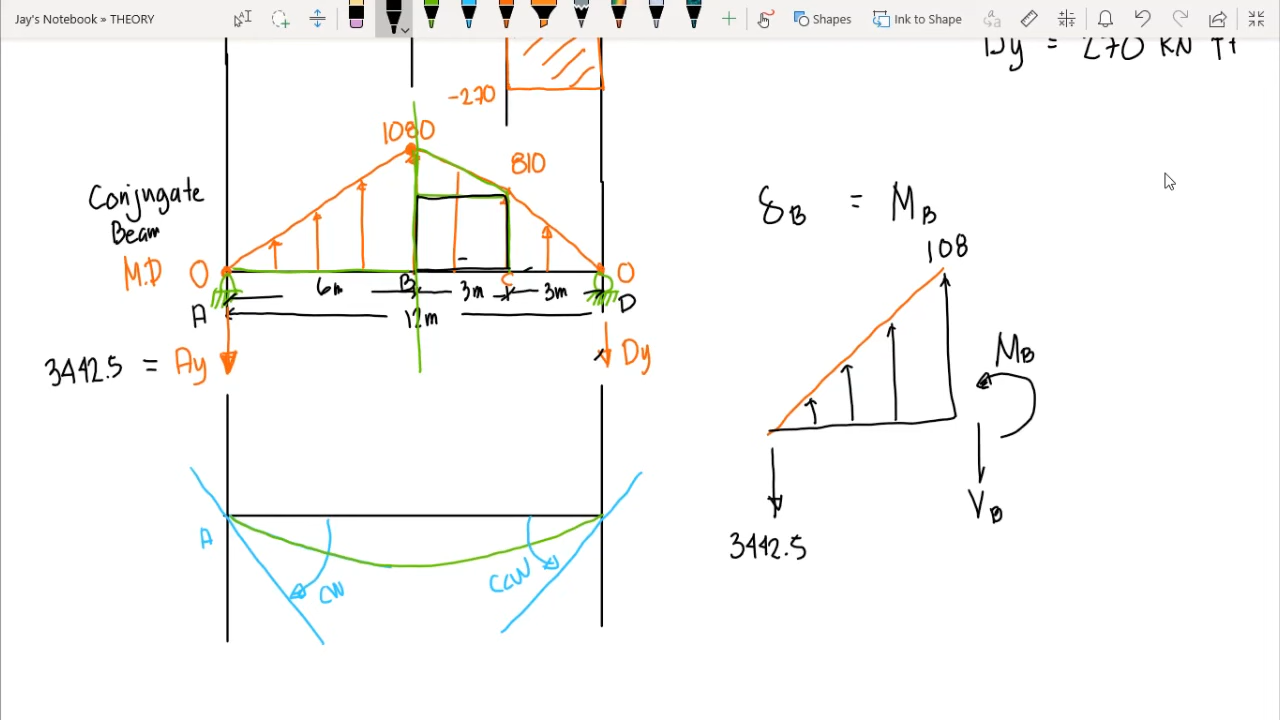 Jay's Notebook » THEORY
Shapes
Ink to Shape
Dy = 270 KN ↑
-270
1080
810
Conjugate
Beam
M.D
0
0
6m
B
3m
C
3m
A
12m
D
3442.5 = Ay
Dy
A
CW
CCW
δB = MB
108
MB
VB
3442.5